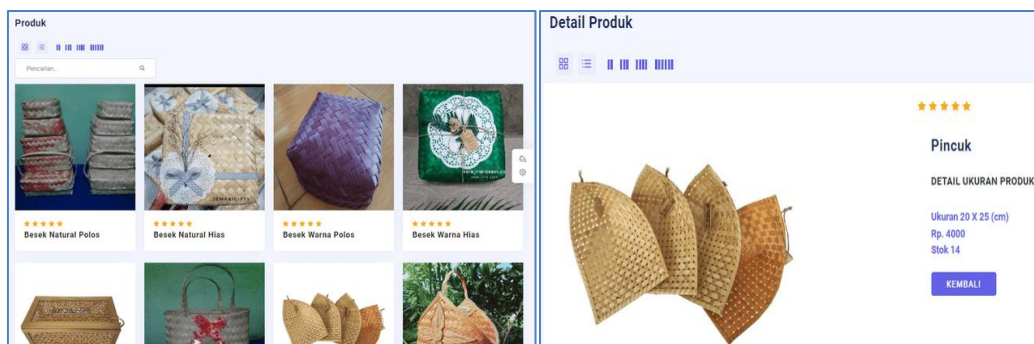 Produk
Pencarian..
JEMARIGIFTS
Besek Natural Polos
Besek Natural Hias
Besek Warna Polos
Besek Warna Hias
Detail Produk
Pincuk
DETAIL UKURAN PRODUK
Ukuran 20 X 25 (cm)
Rp. 4000
Stok 14
KEMBALI